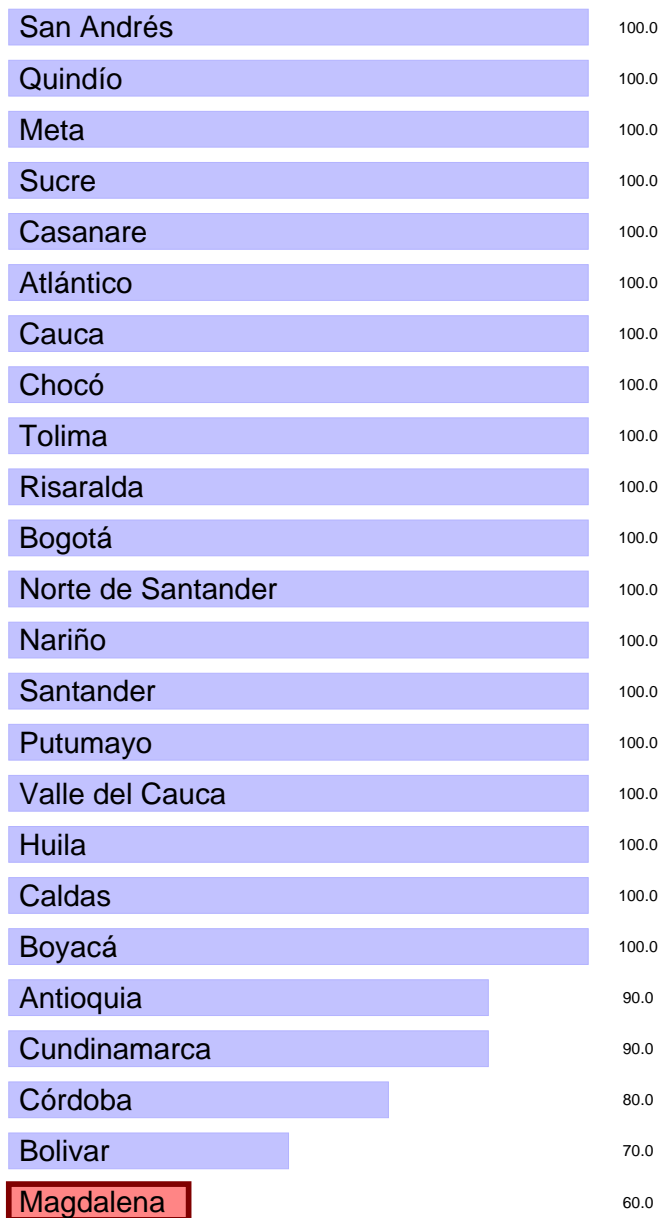 San Andrés 100.0
Quindío 100.0
Meta 100.0
Sucre 100.0
Casanare 100.0
Atlántico 100.0
Cauca 100.0
Chocó 100.0
Tolima 100.0
Risaralda 100.0
Bogotá 100.0
Norte de Santander 100.0
Nariño 100.0
Santander 100.0
Putumayo 100.0
Valle del Cauca 100.0
Huila 100.0
Caldas 100.0
Boyacá 100.0
Antioquia 90.0
Cundinamarca 90.0
Córdoba 80.0
Bolivar 70.0
Magdalena 60.0